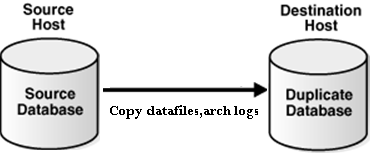 Source
Host
Source
Database
Copy datafiles,arch logs
Destination
Host
Duplicate
Database